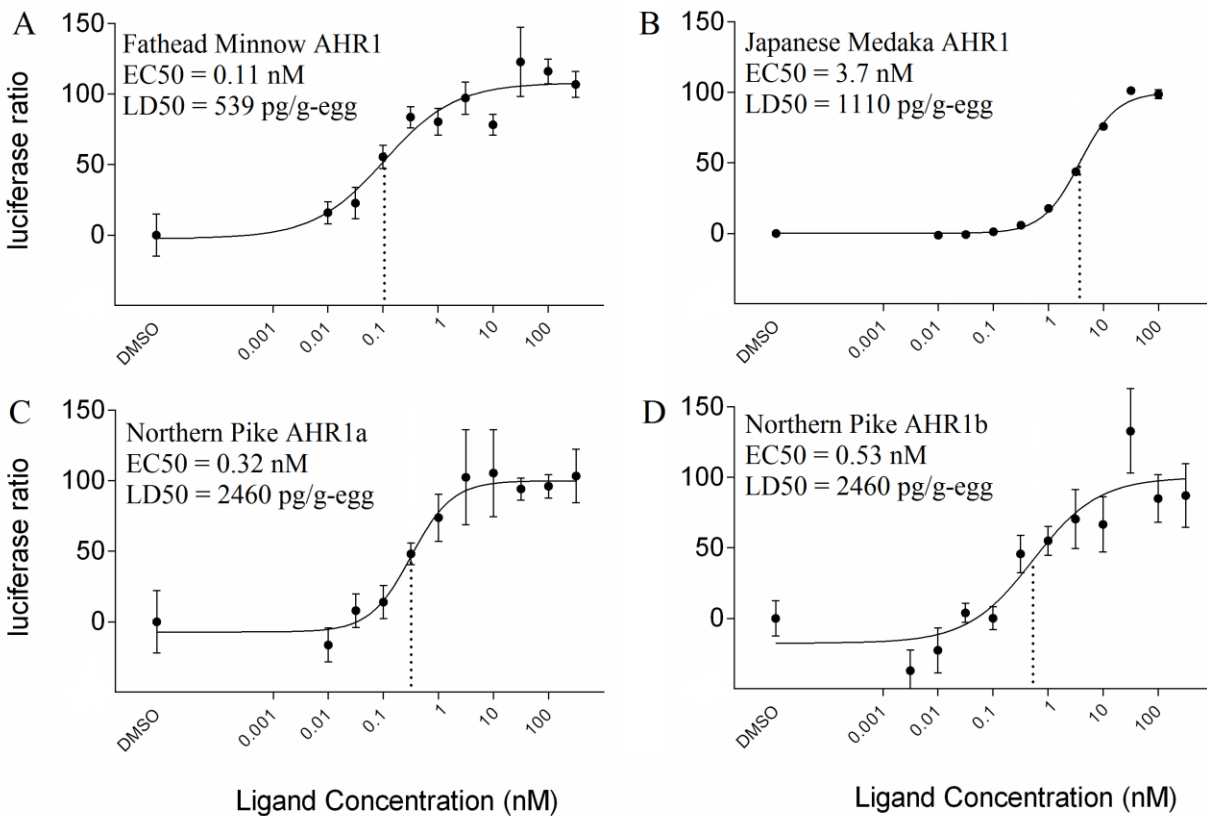 A
Fathead Minnow AHR1
EC50 = 0.11 nM
LD50 = 539 pg/g-egg
luciferase ratio
150
100
50
0
DMSO
0.001
0.01
0.1
1
10
100
B
Japanese Medaka AHR1
EC50 = 3.7 nM
LD50 = 1110 pg/g-egg
150
100
50
0
DMSO
0.001
0.01
0.1
1
10
100
C
Northern Pike AHR1a
EC50 = 0.32 nM
LD50 = 2460 pg/g-egg
luciferase ratio
150
100
50
0
DMSO
0.001
0.01
0.1
1
10
100
Ligand Concentration (nM)
D
Northern Pike AHR1b
EC50 = 0.53 nM
LD50 = 2460 pg/g-egg
150
100
50
0
DMSO
0.001
0.01
0.1
1
10
100
Ligand Concentration (nM)